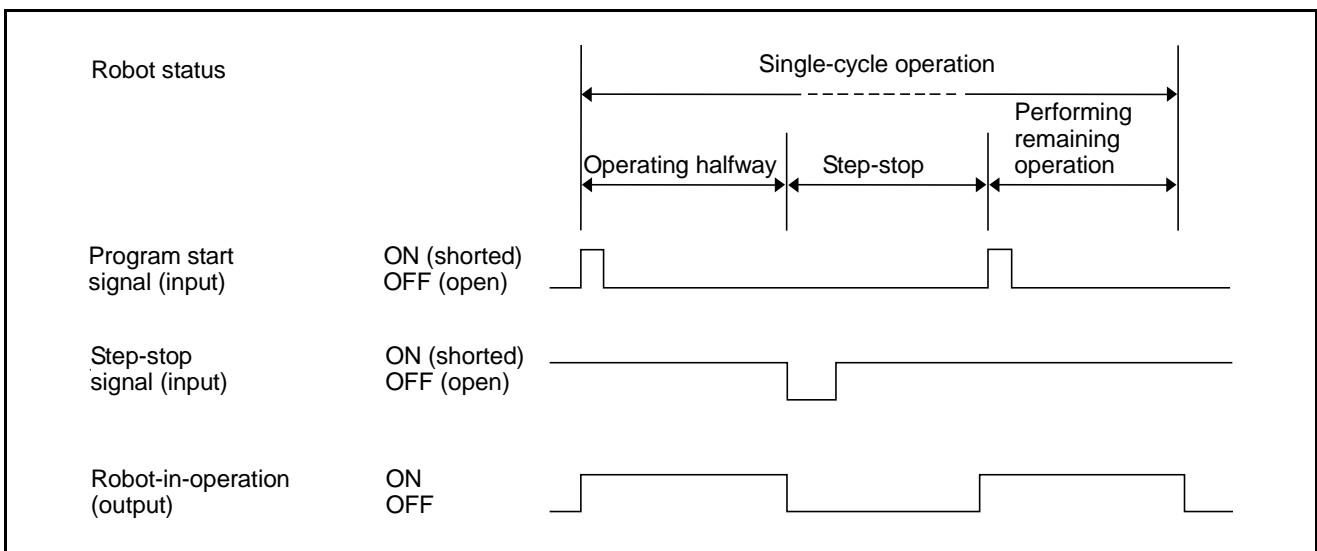 Robot status
Single-cycle operation
Operating halfway
Step-stop
Performing
remaining
operation
Program start
signal (input)
ON (shorted)
OFF (open)
Step-stop
signal (input)
ON (shorted)
OFF (open)
Robot-in-operation
(output)
ON
OFF